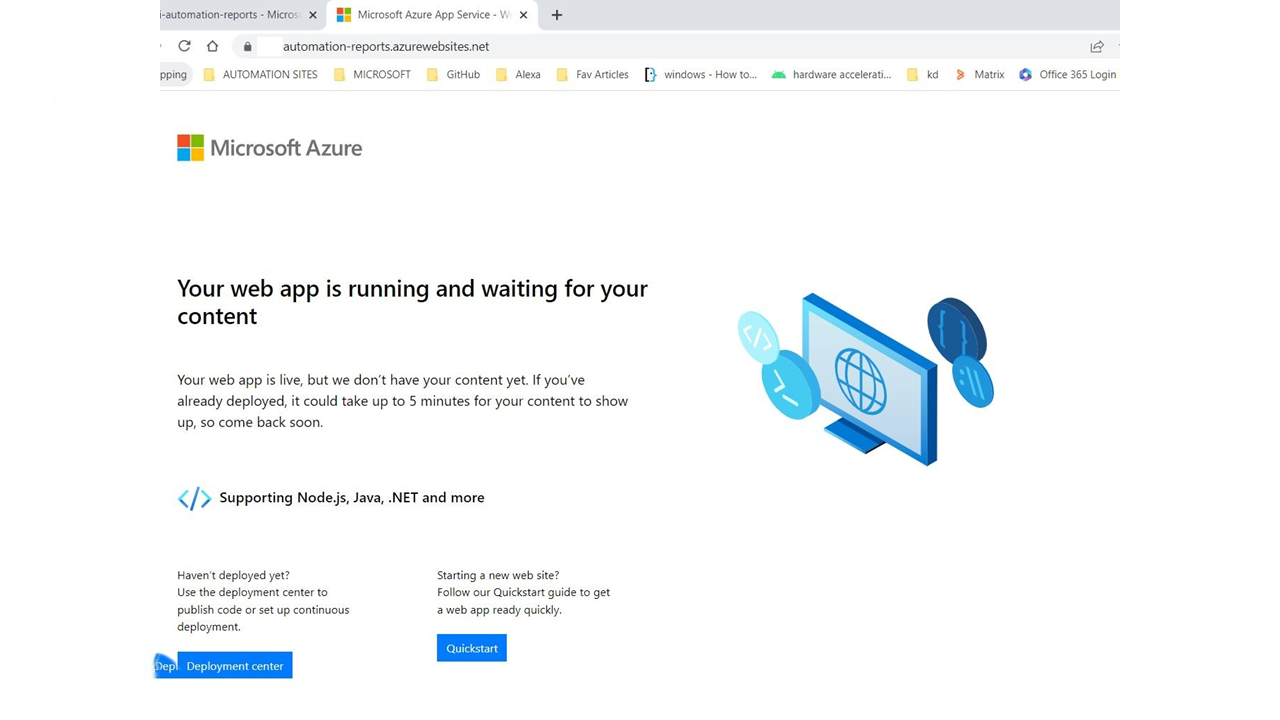 i-automation-reports - Micros
Microsoft Azure App Service - W
automation-reports.azurewebsites.net
pping
AUTOMATION SITES
MICROSOFT
GitHub
Alexa
Fav Articles
windows - How to...
hardware accelerati...
kd
Matrix
Office 365 Login
Microsoft Azure
Your web app is running and waiting for your
content
Your web app is live, but we don't have your content yet. If you've
already deployed, it could take up to 5 minutes for your content to show
up, so come back soon.
</> Supporting Node.js, Java, .NET and more
Haven't deployed yet?
Use the deployment center to
publish code or set up continuous
deployment.
Depl Deployment center
Starting a new web site?
Follow our Quickstart guide to get
a web app ready quickly.
Quickstart